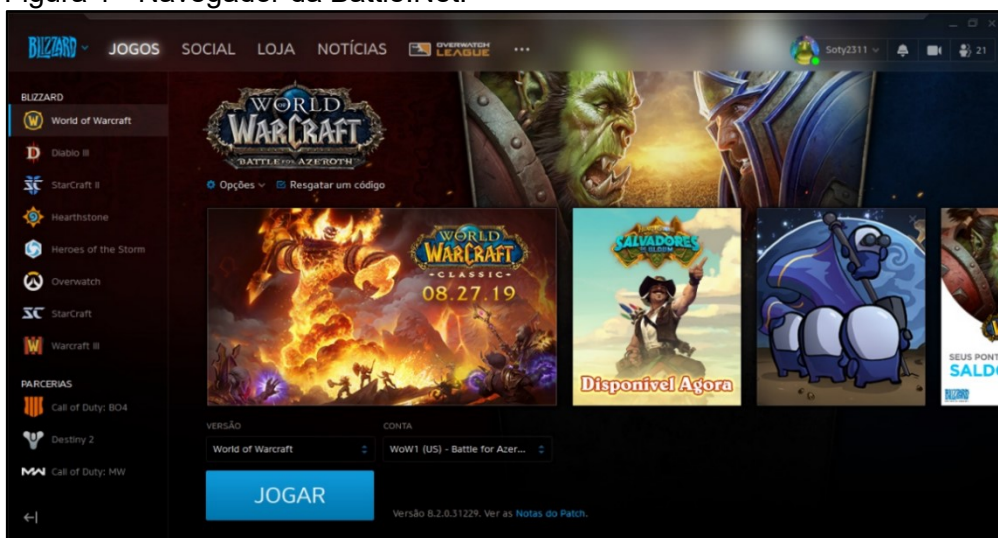 Figura 4 - Navegador da Battle.Net.
BLIZZARD
JOGOS
SOCIAL
LOJA
NOTÍCIAS
OVERWATCH
LEAGUE
Soty2311
21
BLIZZARD
World of Warcraft
Diablo III
StarCraft II
Hearthstone
Heroes of the Storm
Overwatch
StarCraft
Warcraft III
PARCERIAS
Call of Duty: BO4
Destiny 2
Call of Duty: MW
WORLD
WARCRAFT
BATTLE FOR AZEROTH
Opções
Resgatar um código
WORLD
WARCRAFT
CLASSIC
08.27.19
SALVADORES
DE ULDUM
Disponível Agora
SEUS PONT
SALDO
BLIZZARD
VERSÃO
World of Warcraft
CONTA
WoW1 (US) - Battle for Azer...
JOGAR
Versão 8.2.0.31229. Ver as Notas do Patch.